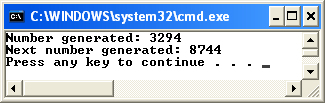 C:\WINDOWS\system32\cmd.exe
Number generated: 3294
Next number generated: 8744
Press any key to continue . . . _